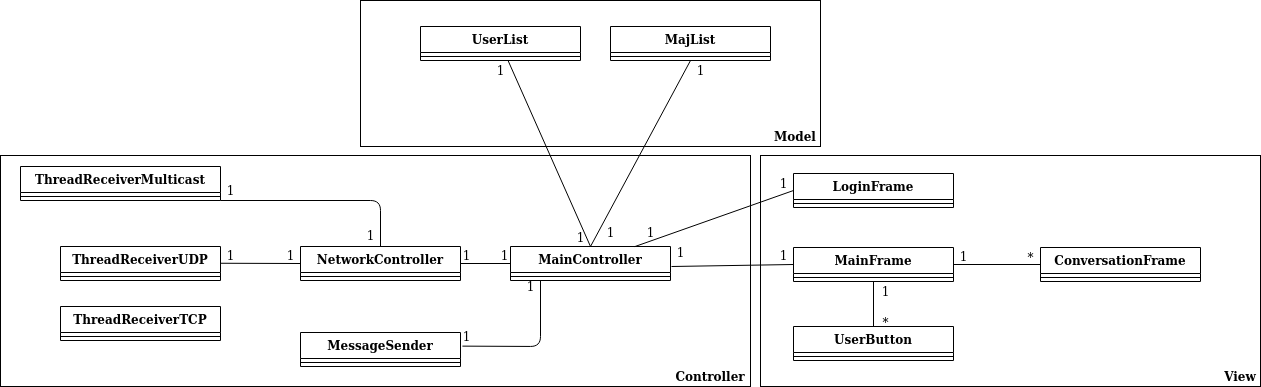 UserList
MajList
1
1
Model
ThreadReceiverMulticast
1
1
ThreadReceiverUDP
1
1
NetworkController
1
1
MainController
1
1
1
1
1
ThreadReceiverTCP
MessageSender
1
Controller
1
LoginFrame
1
MainFrame
1
*
ConversationFrame
1
*
UserButton
View